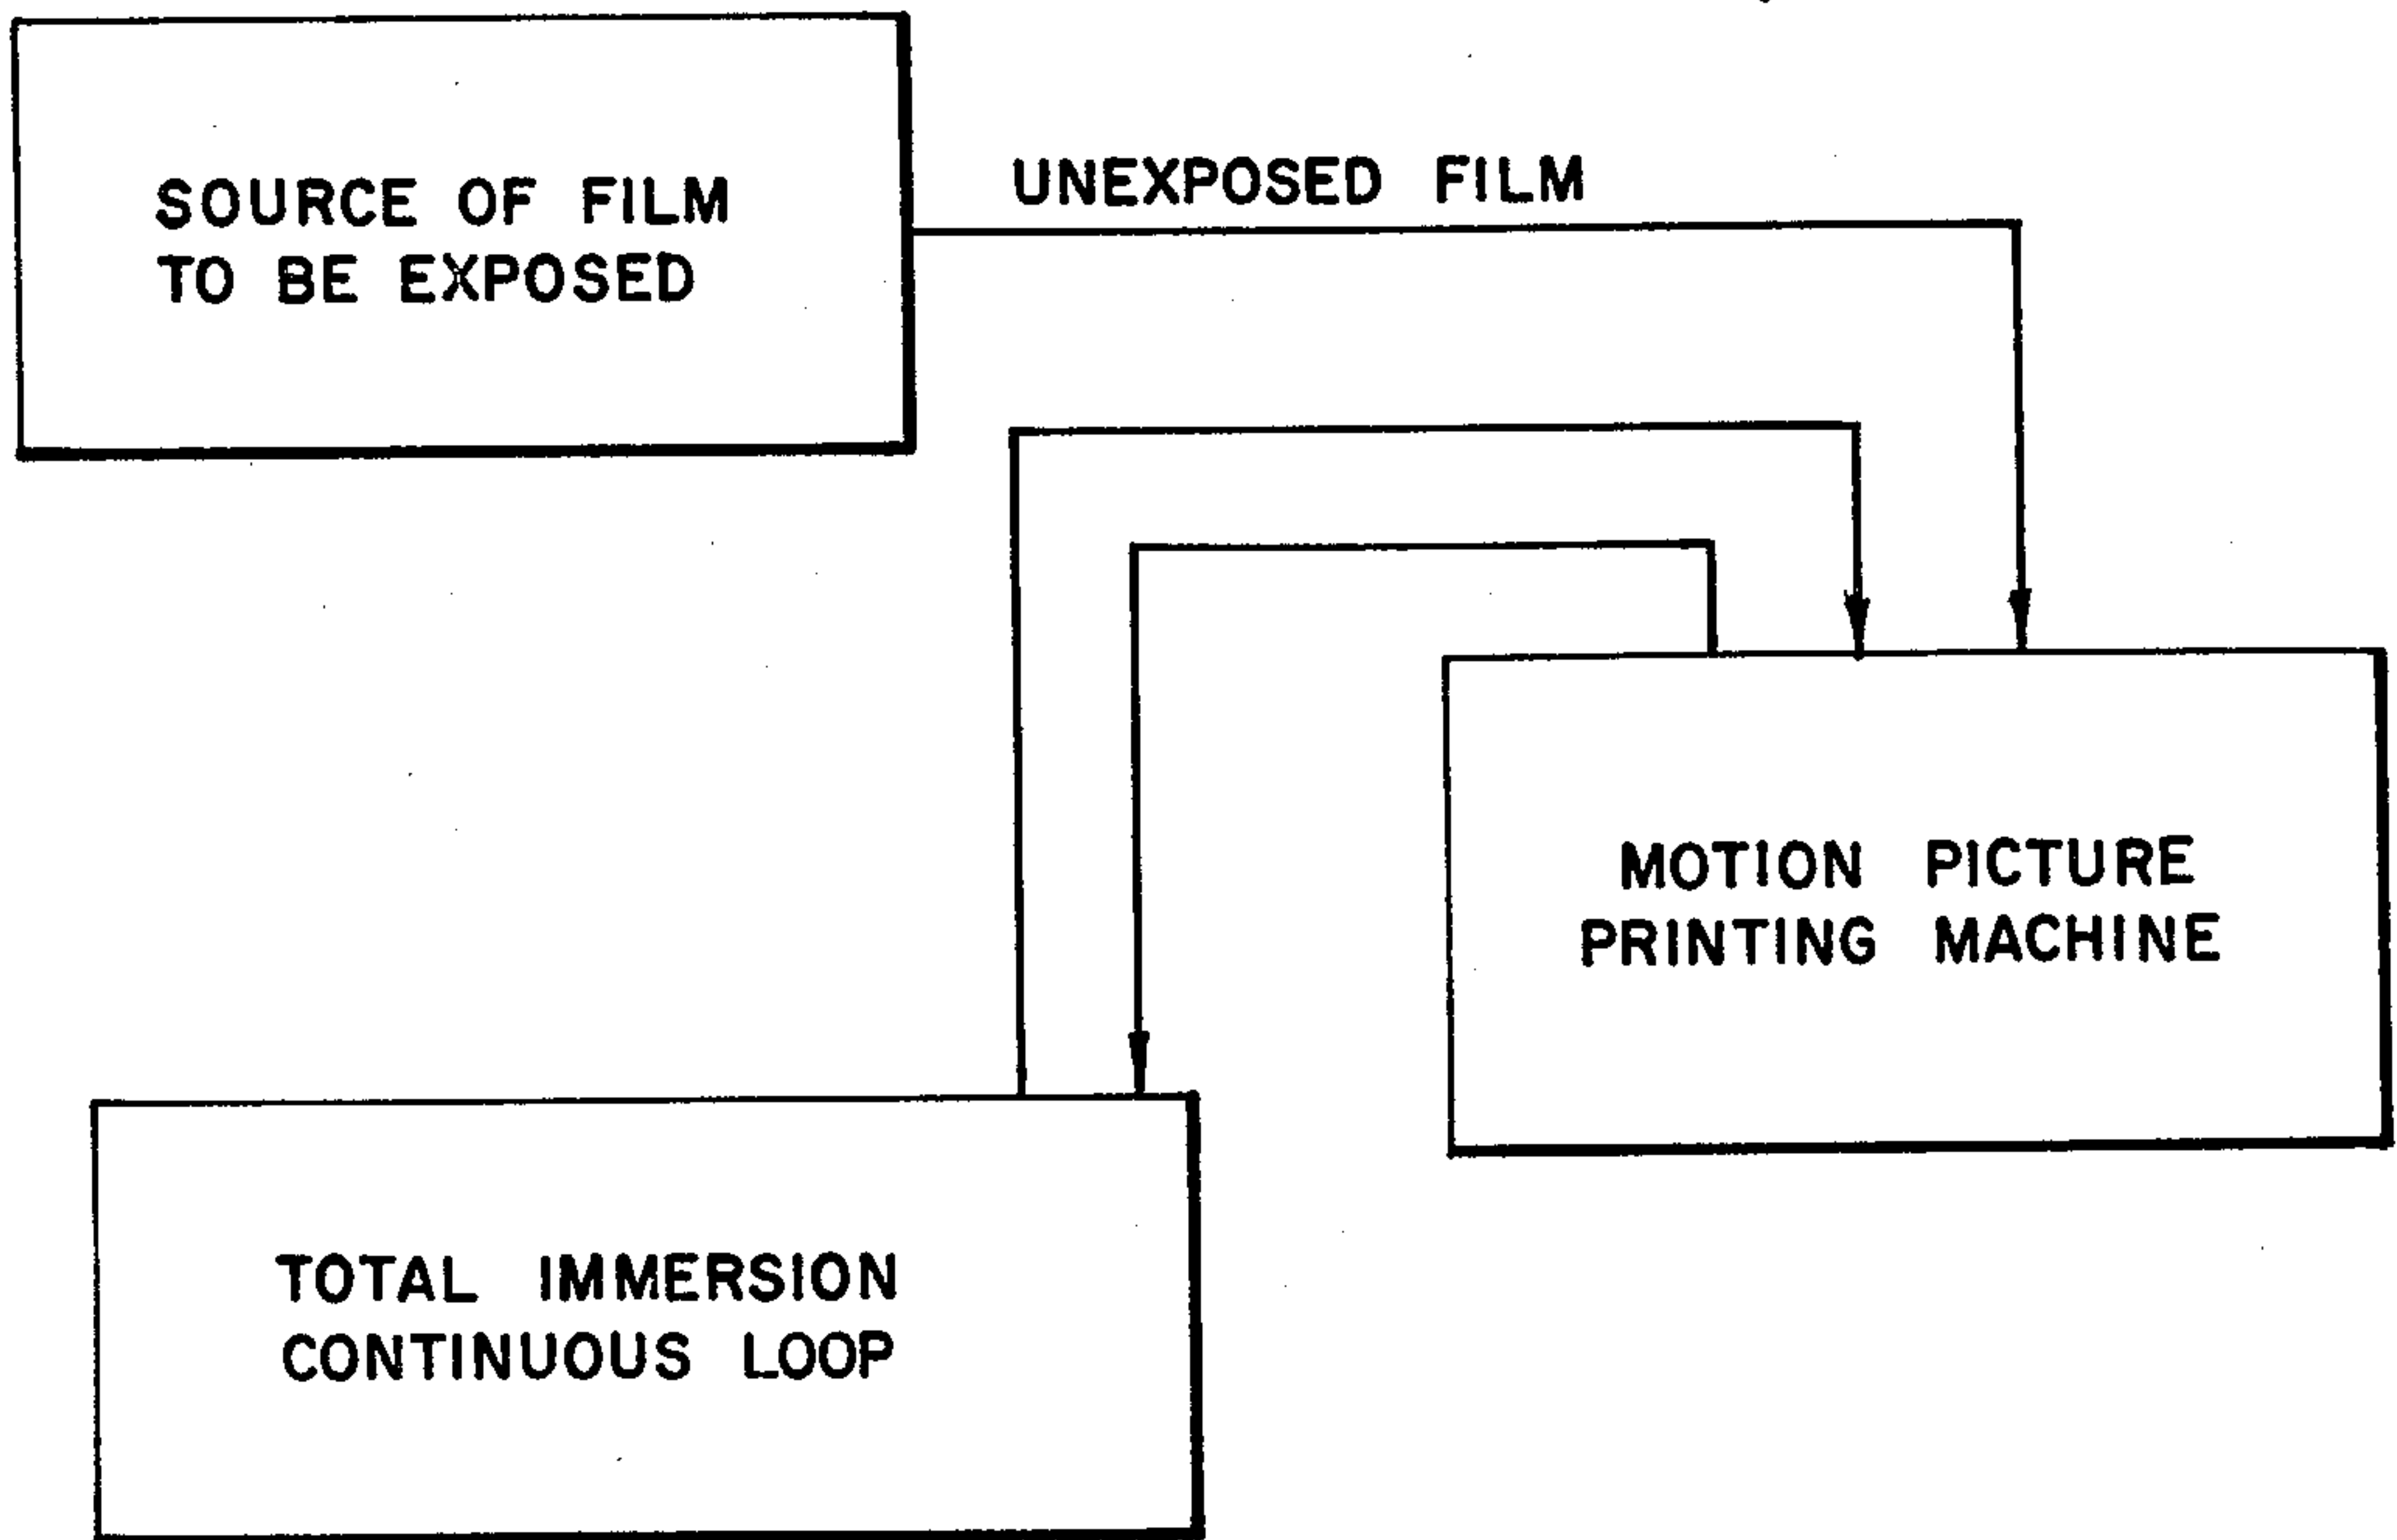 SOURCE OF FILM
TO BE EXPOSED
UNEXPOSED FILM
MOTION PICTURE
PRINTING MACHINE
TOTAL IMMERSION
CONTINUOUS LOOP